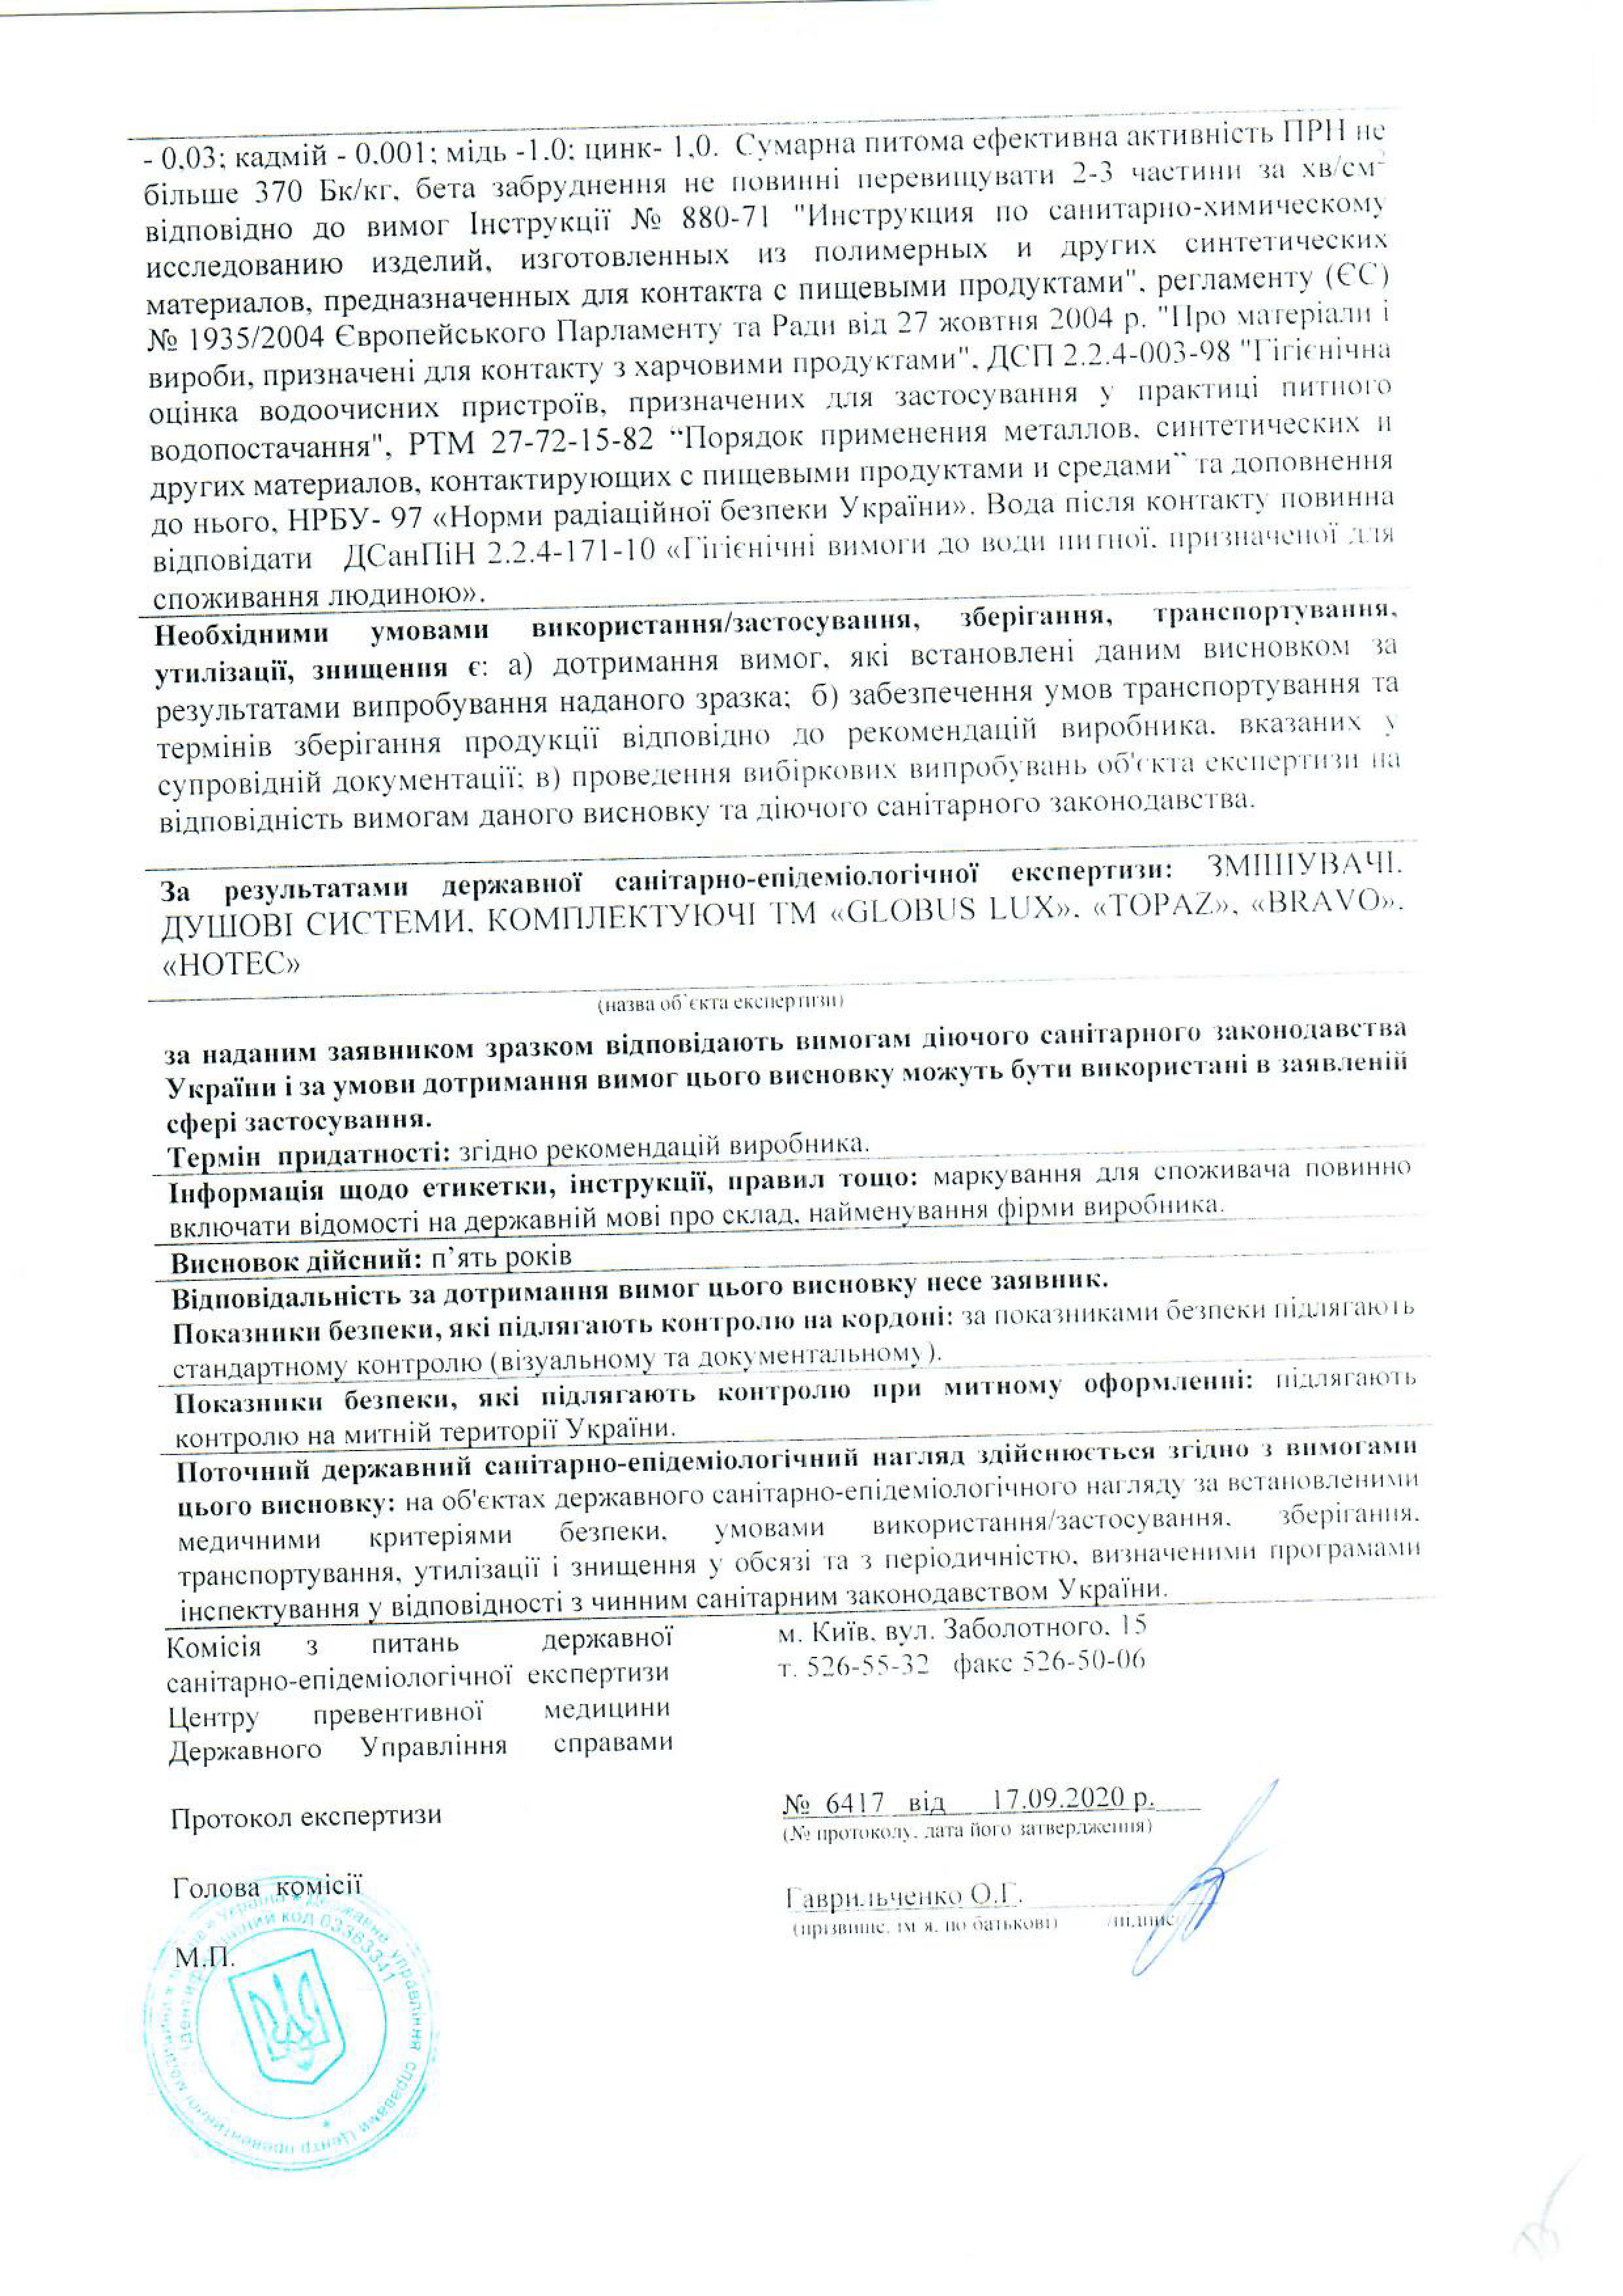 - 0,03; кадмій - 0,001; мідь -1.0; цинк- 1,0. Сумарна питома ефективна активність ПРН не
більше 370 Бк/кг, бета забруднення не повинні перевищувати 2-3 частини за хв/см²
відповідно до вимог Інструкції № 880-71 "Инструкция по санитарно-химическому
исследованию изделий, изготовленных из полимерных и других синтетических
материалов, предназначенных для контакта с пищевыми продуктами", регламенту (ЄС)
№ 1935/2004 Європейського Парламенту та Ради від 27 жовтня 2004 р. "Про матеріали і
вироби, призначені для контакту з харчовими продуктами", ДСП 2.2.4-003-98 "Гігієнічна
оцінка водоочисних пристроїв, призначених для застосування у практиці питного
водопостачання", РТМ 27-72-15-82 “Порядок применения металлов, синтетических и
других материалов, контактирующих с пищевыми продуктами и средами” та доповнення
до нього, НРБУ- 97 «Норми радіаційної безпеки України». Вода після контакту повинна
відповідати ДСанПіН 2.2.4-171-10 «Гігієнічні вимоги до води питної, призначеної для
споживання людиною».
Необхідними умовами використання/застосування, зберігання, транспортування,
утилізації, знищення є: а) дотримання вимог, які встановлені даним висновком за
результатами випробування наданого зразка; б) забезпечення умов транспортування та
термінів зберігання продукції відповідно до рекомендацій виробника, вказаних у
супровідній документації; в) проведення вибіркових випробувань об'єкта експертизи на
відповідність вимогам даного висновку та діючого санітарного законодавства.
За результатами державної санітарно-епідеміологічної експертизи: ЗМІШУВАЧІ,
ДУШОВІ СИСТЕМИ, КОМПЛЕКТУЮЧІ ТМ «GLOBUS LUX», «TOPAZ», «BRAVO»,
«HOTEC»
(назва об`єкта експертизи)
за наданим заявником зразком відповідають вимогам діючого санітарного законодавства
України і за умови дотримання вимог цього висновку можуть бути використані в заявленій
сфері застосування.
Термін придатності: згідно рекомендацій виробника.
Інформація щодо етикетки, інструкції, правил тощо: маркування для споживача повинно
включати відомості на державній мові про склад, найменування фірми виробника.
Висновок дійсний: п’ять років
Відповідальність за дотримання вимог цього висновку несе заявник.
Показники безпеки, які підлягають контролю на кордоні: за показниками безпеки підлягають
стандартному контролю (візуальному та документальному).
Показники безпеки, які підлягають контролю при митному оформленні: підлягають
контролю на митній території України.
Поточний державний санітарно-епідеміологічний нагляд здійснюється згідно з вимогами
цього висновку: на об'єктах державного санітарно-епідеміологічного нагляду за встановленими
медичними критеріями безпеки, умовами використання/застосування, зберігання,
транспортування, утилізації і знищення у обсязі та з періодичністю, визначеними програмами
інспектування у відповідності з чинним санітарним законодавством України.
Комісія з питань державної
санітарно-епідеміологічної експертизи
Центру превентивної медицини
Державного Управління справами
м. Київ, вул. Заболотного, 15
т. 526-55-32 факс 526-50-06
Протокол експертизи
№ 6417 від 17.09.2020 р.
(№ протоколу, дата його затвердження)
Голова комісії
Гаврильченко О.Г.
(прізвище, ім`я, по батькові) /підпис
М.П.
Україна * Державне управління справами Центр превентивної медицини
Ідентифікаційний код 03363341